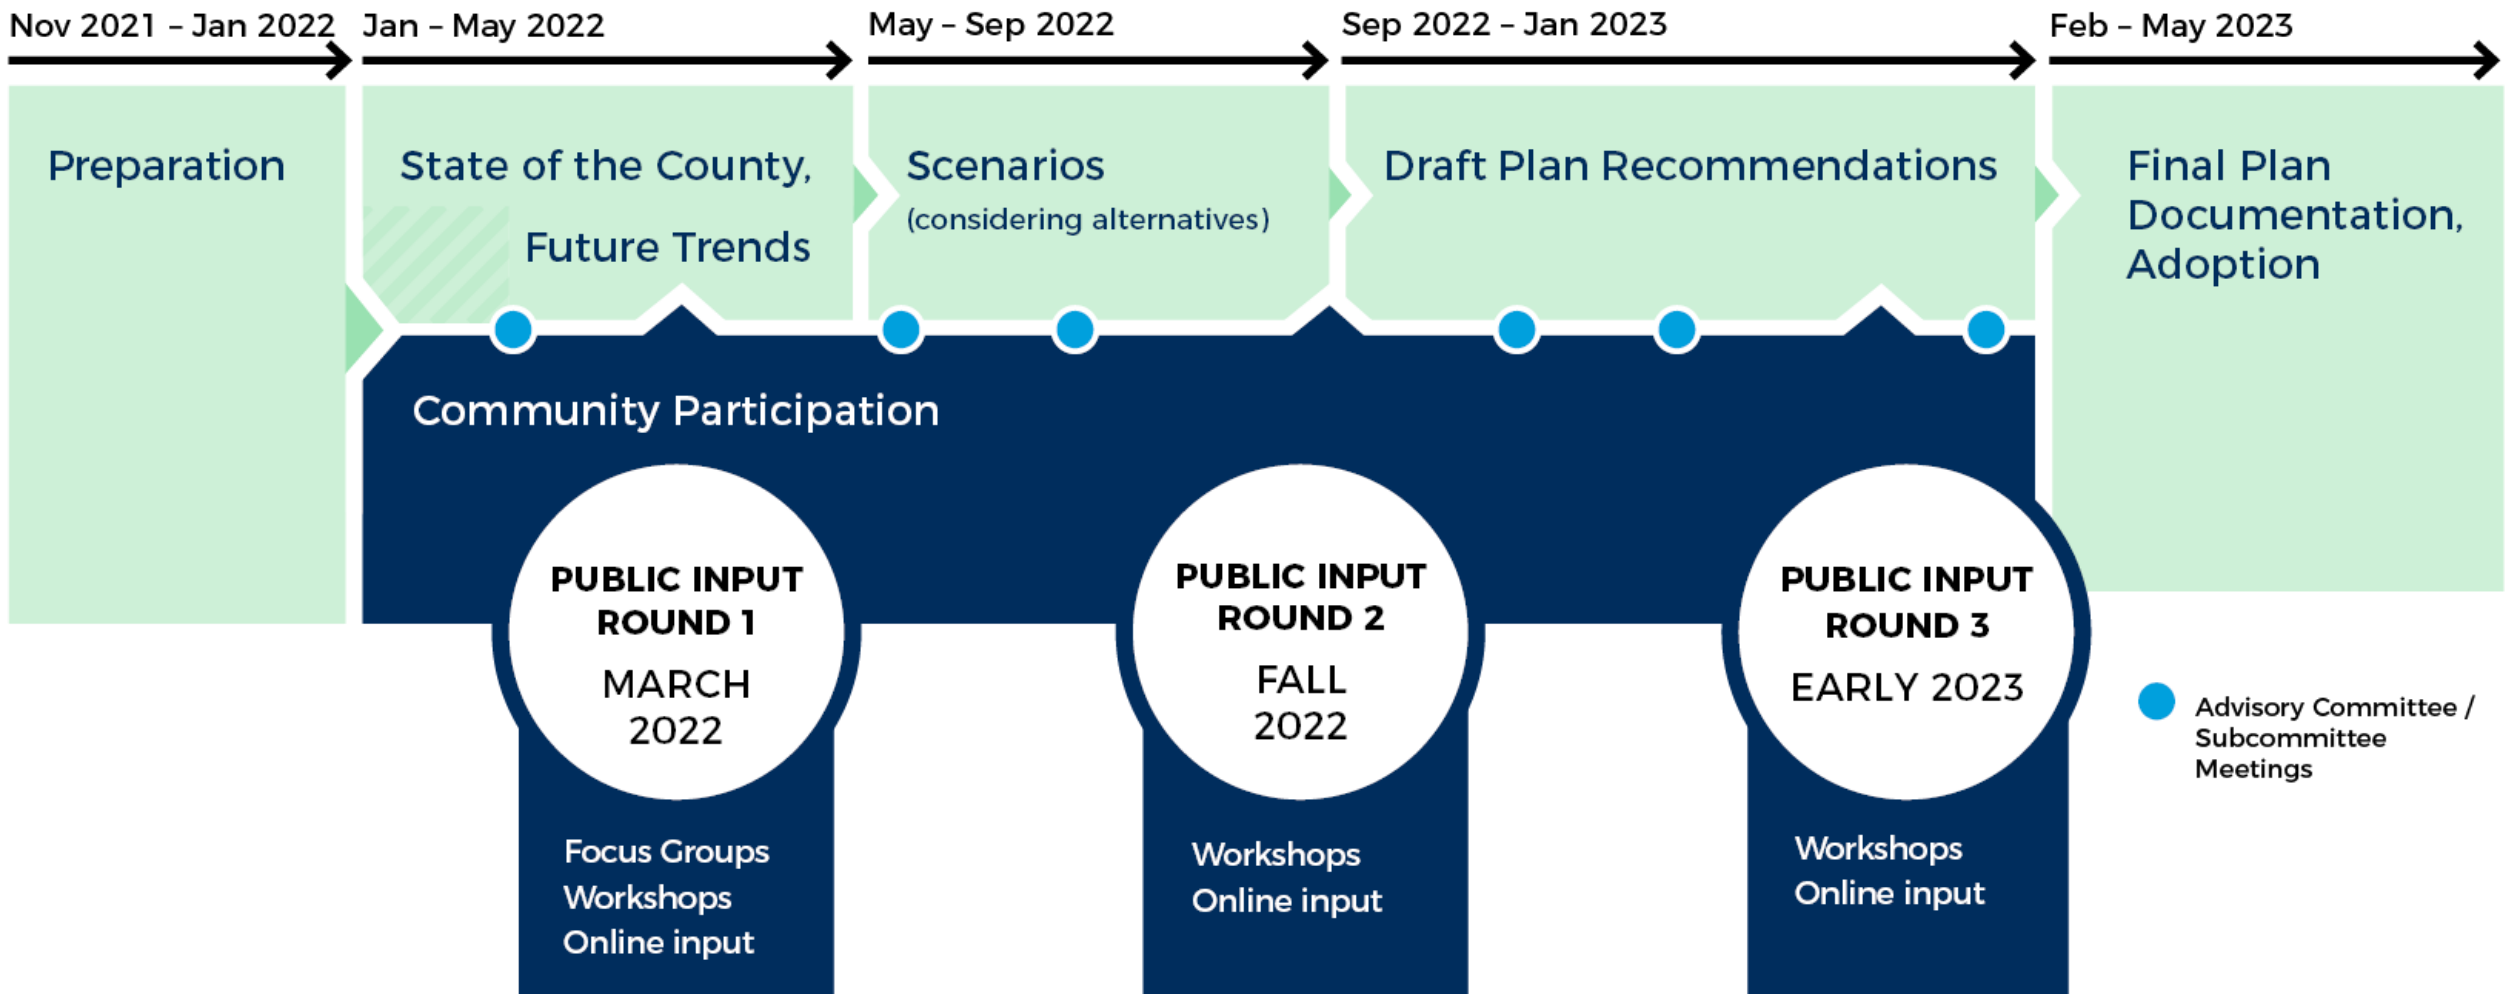 Nov 2021 – Jan 2022
Jan – May 2022
May – Sep 2022
Sep 2022 – Jan 2023
Feb – May 2023
Preparation
State of the County,
Future Trends
Scenarios
(considering alternatives)
Draft Plan Recommendations
Final Plan
Documentation,
Adoption
Community Participation
PUBLIC INPUT
ROUND 1
MARCH
2022
Focus Groups
Workshops
Online input
PUBLIC INPUT
ROUND 2
FALL
2022
Workshops
Online input
PUBLIC INPUT
ROUND 3
EARLY 2023
Workshops
Online input
Advisory Committee /
Subcommittee
Meetings